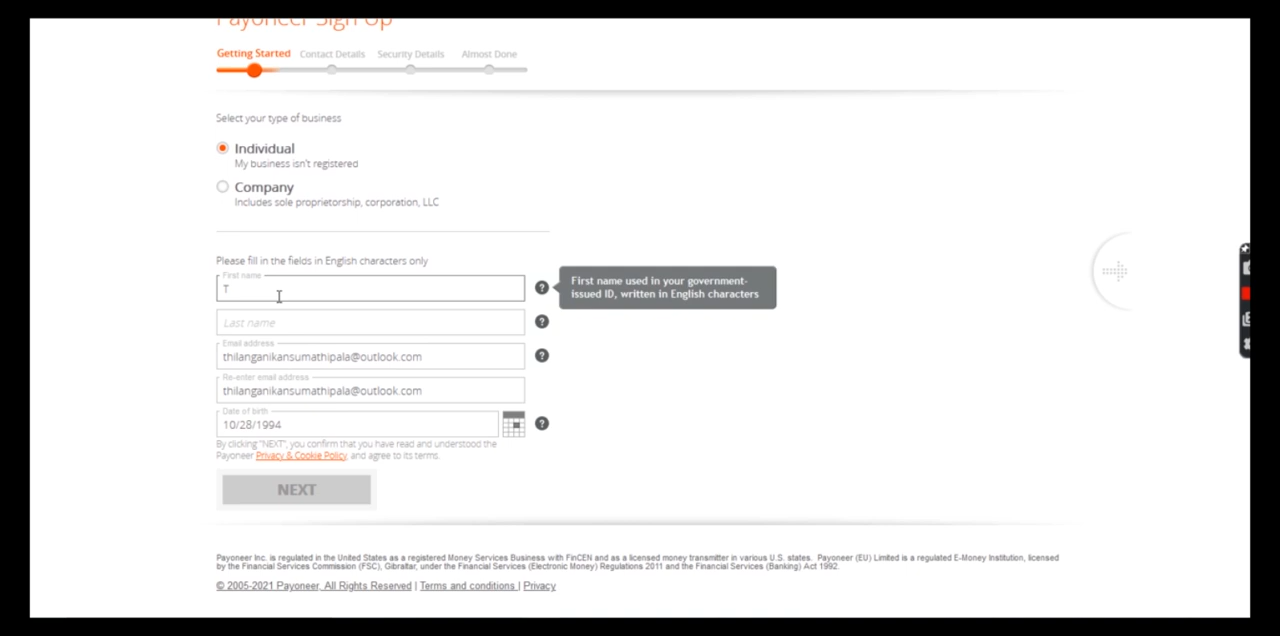 Payoneer Sign Up
Getting Started Contact Details Security Details Almost Done
Select your type of business
Individual
My business isn't registered
Company
Includes sole proprietorship, corporation, LLC
Please fill in the fields in English characters only
First name
T
?
First name used in your government-
issued ID, written in English characters
Last name
?
Email address
thilanganikansumathipala@outlook.com
?
Re-enter email address
thilanganikansumathipala@outlook.com
Date of birth
10/28/1994
?
By clicking "NEXT", you confirm that you have read and understood the
Payoneer Privacy & Cookie Policy and agree to its terms.
NEXT
Payoneer Inc. is regulated in the United States as a registered Money Services Business with FinCEN and as a licensed money transmitter in various U.S. states. Payoneer (EU) Limited is a regulated E-Money Institution, licensed
by the Financial Services Commission (FSC), Gibraltar, under the Financial Services (Electronic Money) Regulations 2011 and the Financial Services (Banking) Act 1992.
© 2005-2021 Payoneer, All Rights Reserved | Terms and conditions | Privacy